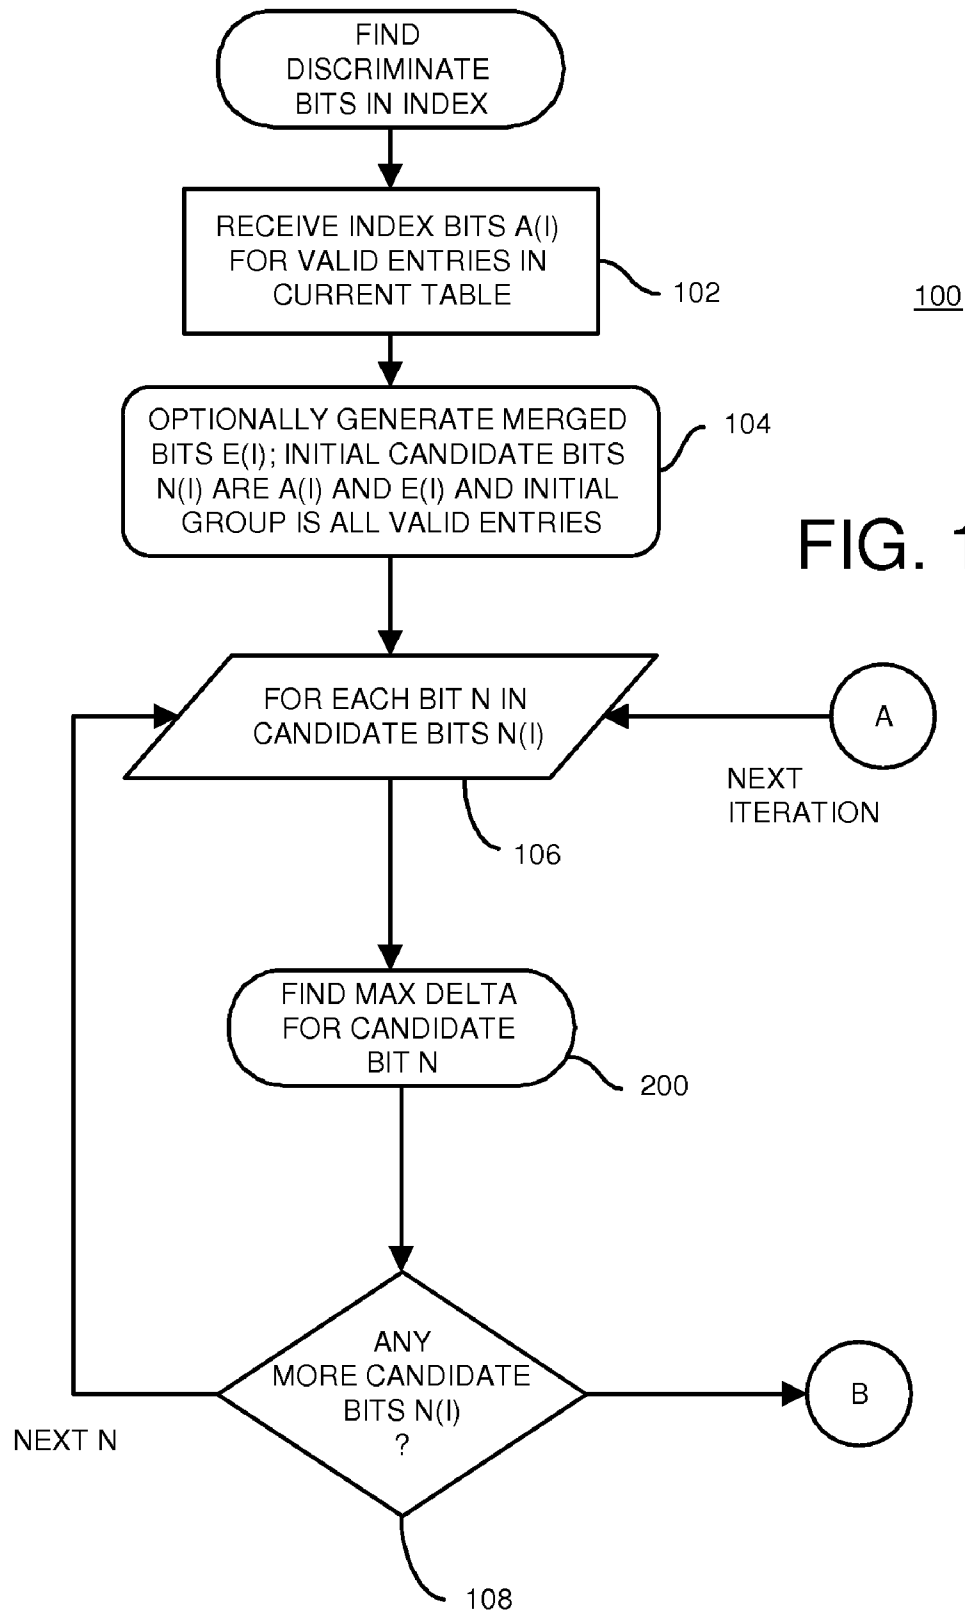 FIND
DISCRIMINATE
BITS IN INDEX
RECEIVE INDEX BITS A(I)
FOR VALID ENTRIES IN
CURRENT TABLE
102
100
OPTIONALLY GENERATE MERGED
BITS E(I); INITIAL CANDIDATE BITS
N(I) ARE A(I) AND E(I) AND INITIAL
GROUP IS ALL VALID ENTRIES
104
FIG. 1
FOR EACH BIT N IN
CANDIDATE BITS N(I)
A
NEXT
ITERATION
106
FIND MAX DELTA
FOR CANDIDATE
BIT N
200
ANY
MORE CANDIDATE
BITS N(I)
?
B
NEXT N
108